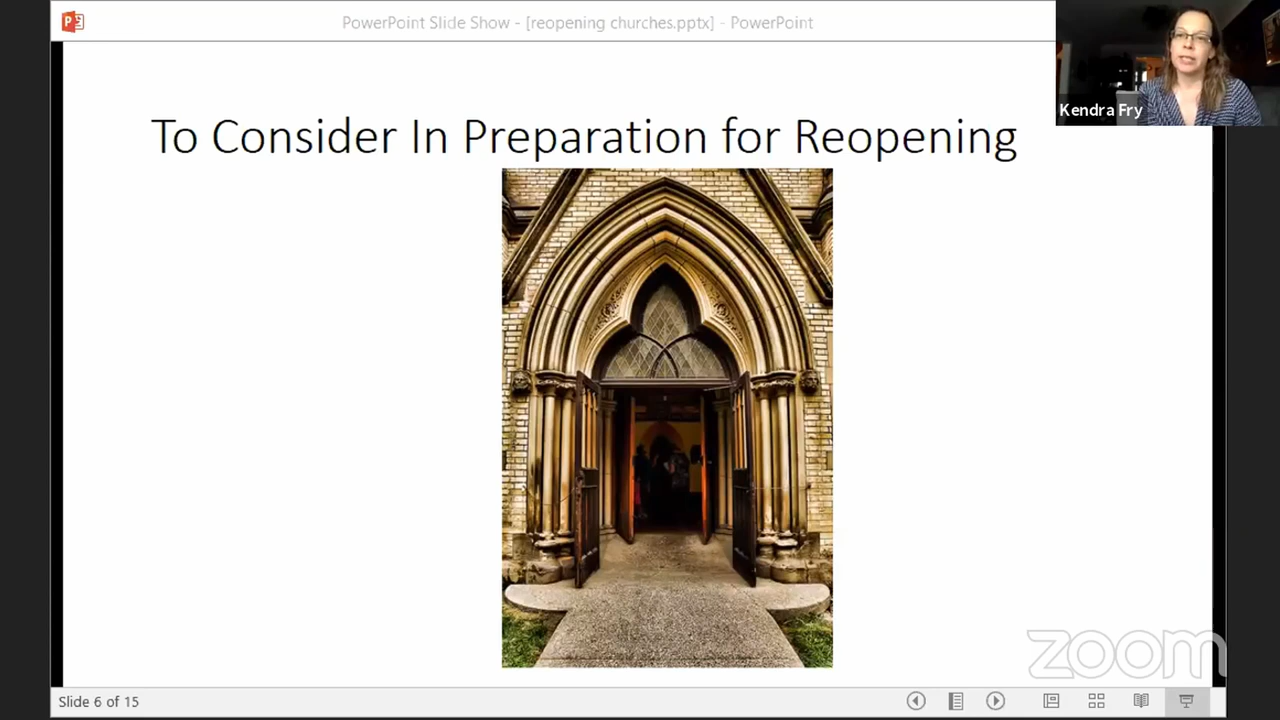 PowerPoint Slide Show - [reopening churches.pptx] - PowerPoint
Kendra Fry
To Consider In Preparation for Reopening
zoom
Slide 6 of 15